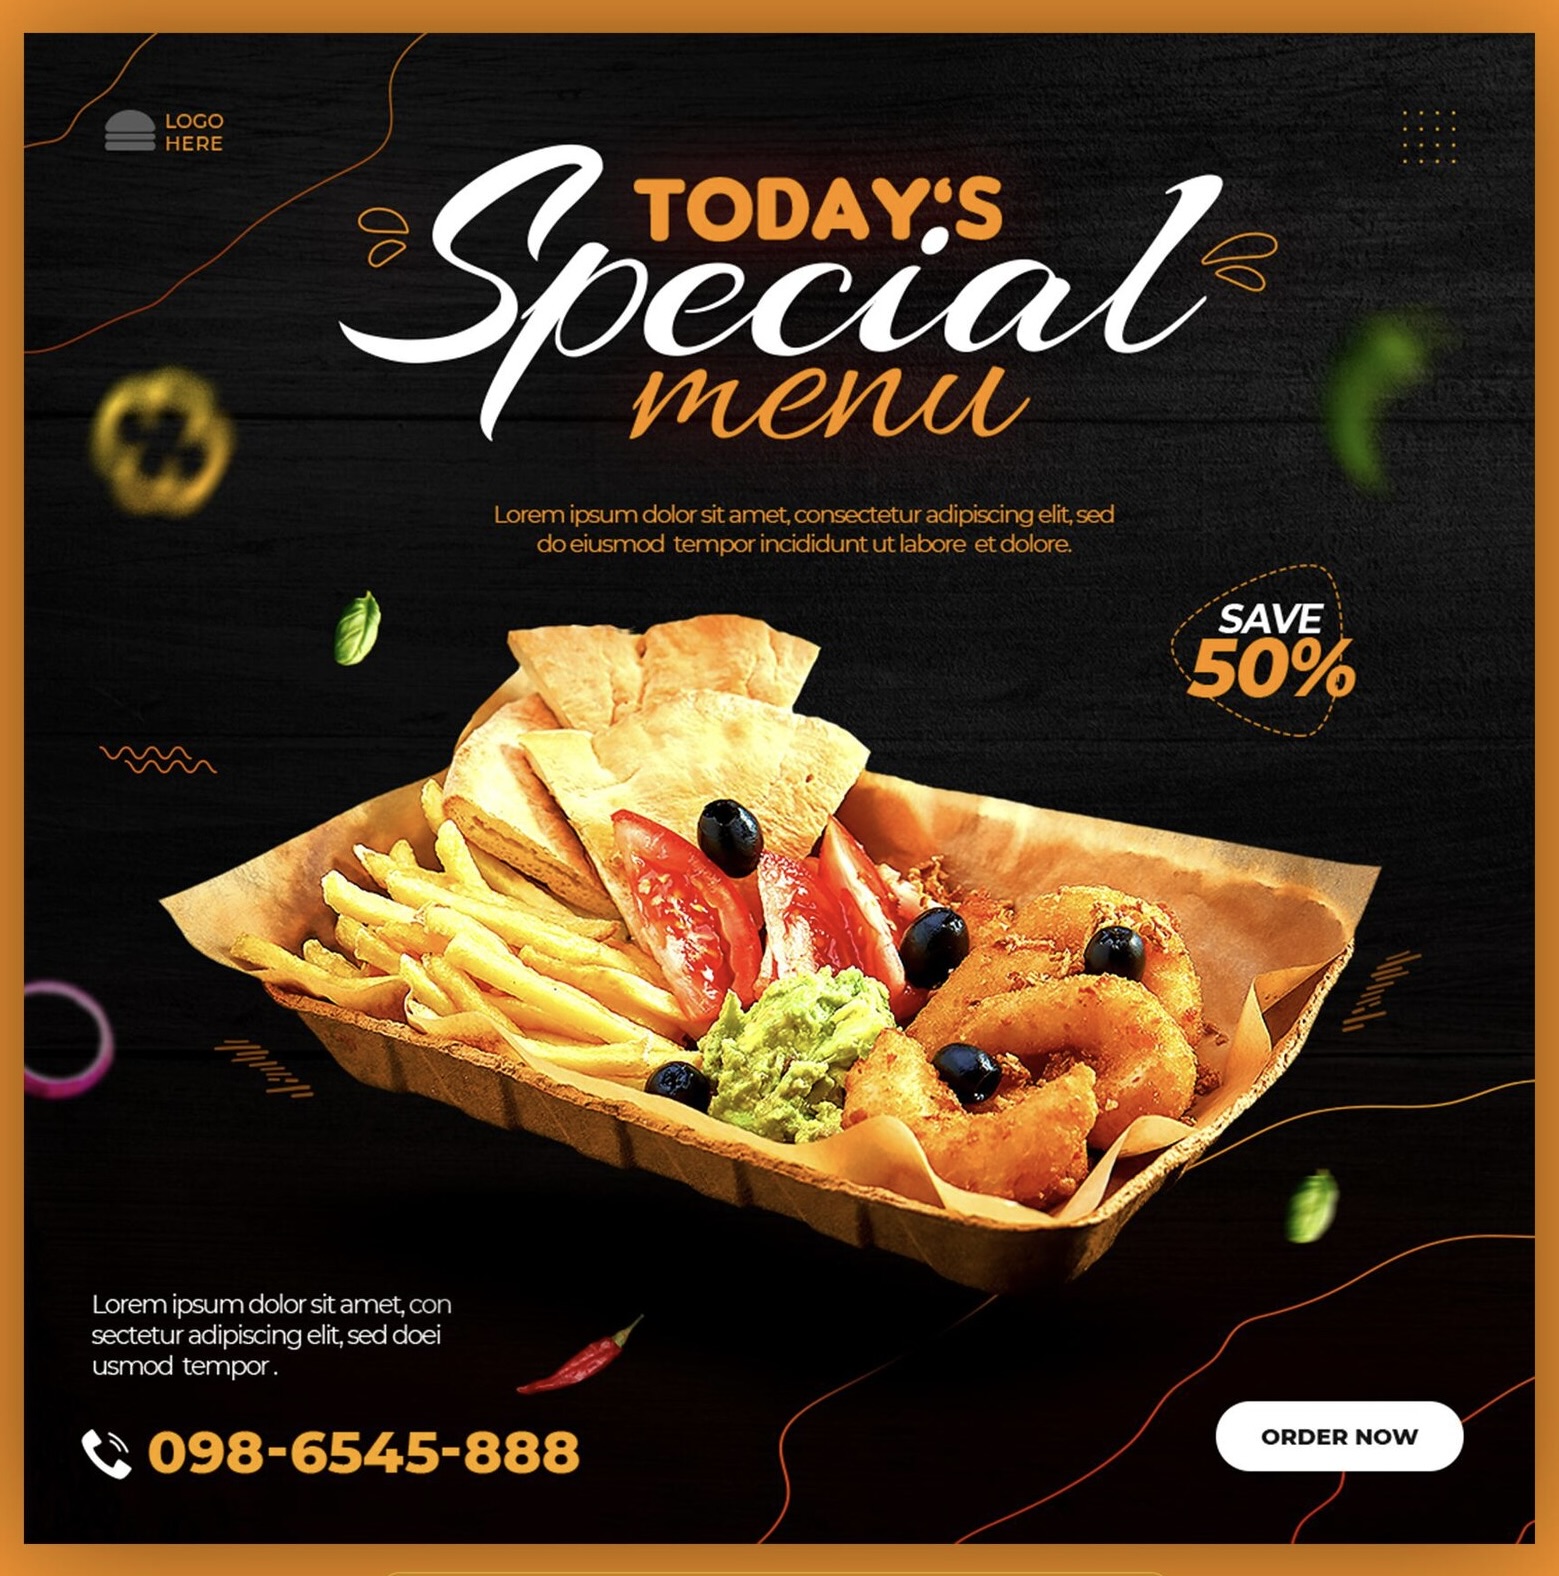 LOGO
HERE
TODAY‘S
Special
menu
Lorem ipsum dolor sit amet, consectetur adipiscing elit, sed
do eiusmod tempor incididunt ut labore et dolore.
SAVE
50%
Lorem ipsum dolor sit amet, con
sectetur adipiscing elit, sed doei
usmod tempor.
098-6545-888
ORDER NOW